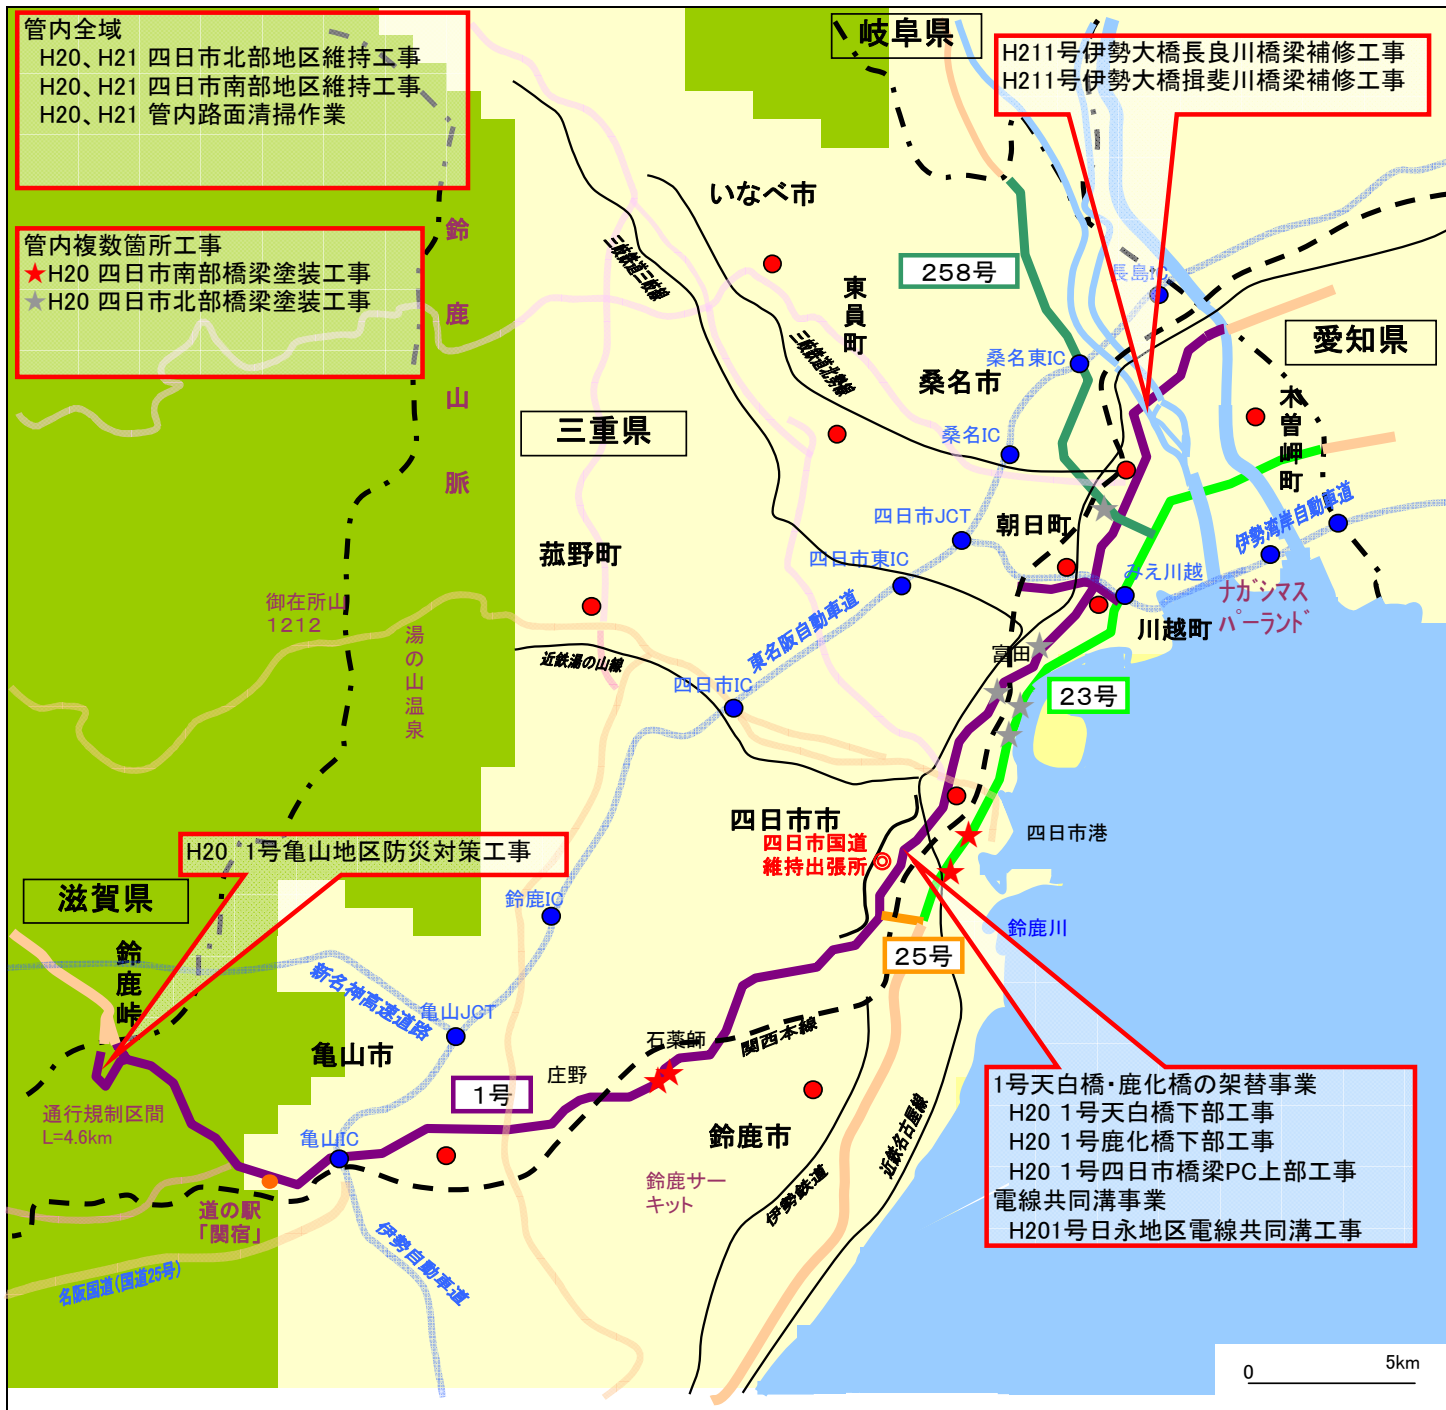 管内全域
H20、H21 四日市北部地区維持工事
H20、H21 四日市南部地区維持工事
H20、H21 管内路面清掃作業
管内複数箇所工事
★H20 四日市南部橋梁塗装工事
★H20 四日市北部橋梁塗装工事
岐阜県
H211号伊勢大橋長良川橋梁補修工事
H211号伊勢大橋揖斐川橋梁補修工事
鈴鹿山脈
いなべ市
三岐鉄道三岐線
三岐鉄道北勢線
東員町
258号
長島IC
愛知県
桑名東IC
桑名市
木曽岬町
三重県
桑名IC
四日市JCT
朝日町
伊勢湾岸自動車道
菰野町
四日市東IC
みえ川越
ナガシマスパーランド
御在所山
1212
湯の山温泉
川越町
東名阪自動車道
近鉄湯の山線
富田
四日市IC
23号
四日市市
四日市国道
維持出張所
四日市港
H20 1号亀山地区防災対策工事
滋賀県
鈴鹿峠
鈴鹿IC
鈴鹿川
25号
新名神高速道路
亀山JCT
亀山市
石薬師
関西本線
庄野
1号
通行規制区間
L=4.6km
亀山IC
鈴鹿市
近鉄名古屋線
伊勢鉄道
鈴鹿サー
キット
道の駅
「関宿」
伊勢自動車道
名阪国道(国道25号)
1号天白橋・鹿化橋の架替事業
H20 1号天白橋下部工事
H20 1号鹿化橋下部工事
H20 1号四日市橋梁PC上部工事
電線共同溝事業
H201号日永地区電線共同溝工事
0 5km